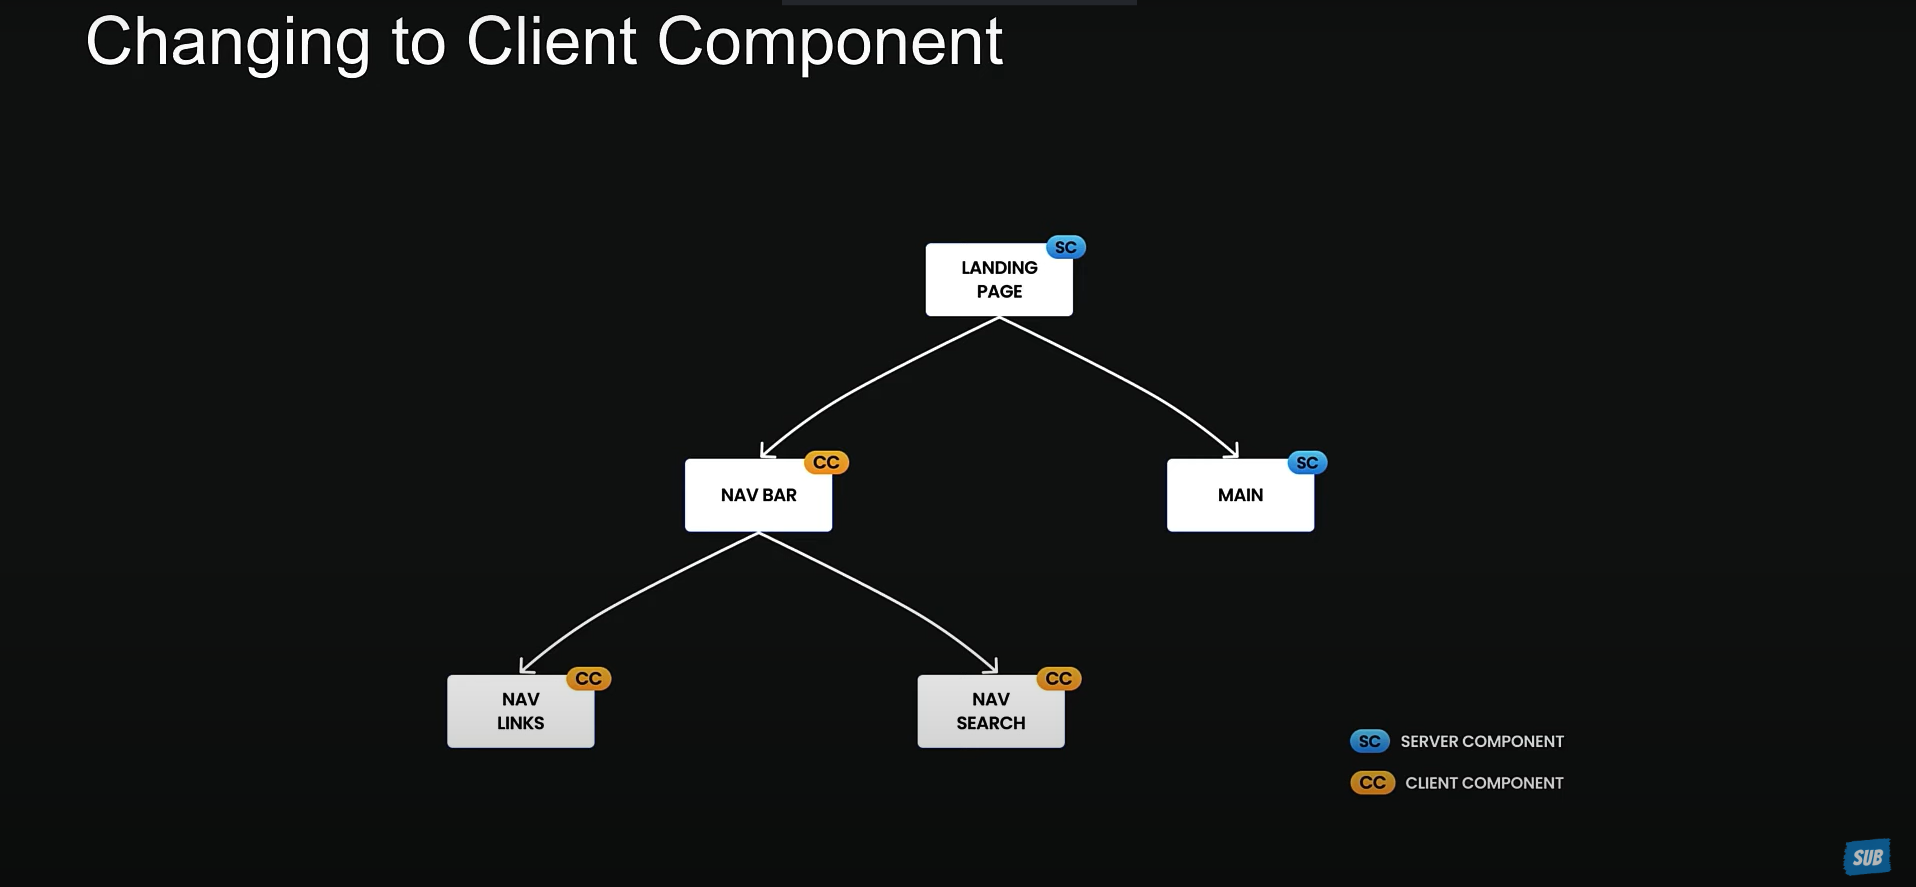 Changing to Client Component
SC
LANDING
PAGE
CC
NAV BAR
SC
MAIN
CC
NAV
LINKS
CC
NAV
SEARCH
SC SERVER COMPONENT
CC CLIENT COMPONENT
SUB